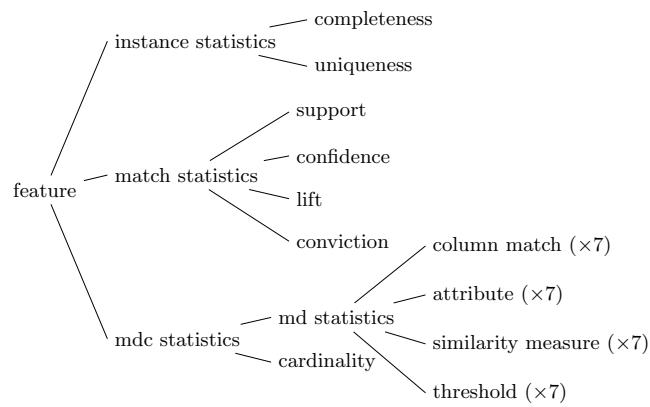 completeness
instance statistics
uniqueness
support
confidence
match statistics
feature
lift
conviction
column match (×7)
attribute (×7)
md statistics
mdc statistics
similarity measure (×7)
cardinality
threshold (×7)